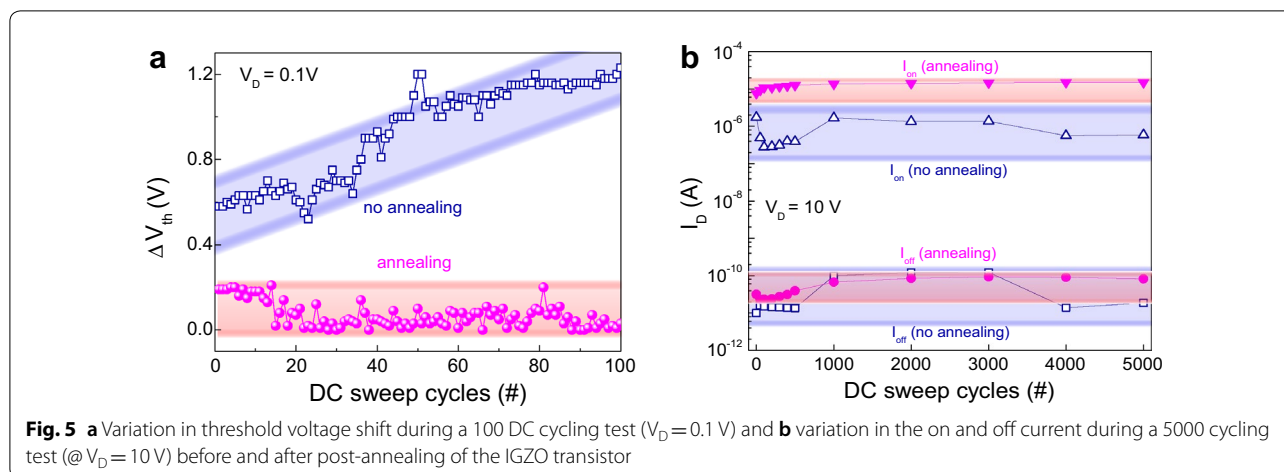 a
V_D = 0.1V
1.2
0.8
0.4
0.0
Δ V_th (V)
no annealing
annealing
0 20 40 60 80 100
DC sweep cycles (#)
b
10^-4
10^-6
10^-8
10^-10
10^-12
I_D (A)
I_on (annealing)
I_on (no annealing)
V_D = 10 V
I_off (annealing)
I_off (no annealing)
0 1000 2000 3000 4000 5000
DC sweep cycles (#)
Fig. 5 a Variation in threshold voltage shift during a 100 DC cycling test (V_D = 0.1 V) and b variation in the on and off current during a 5000 cycling
test (@ V_D = 10 V) before and after post-annealing of the IGZO transistor